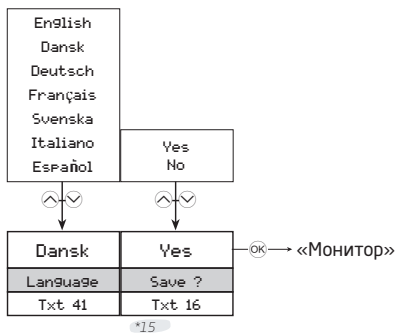 English
Dansk
Deutsch
Français
Svenska
Italiano
Español
Yes
No
Dansk
Yes
OK
«Монитор»
Language
Save ?
Txt 41
Txt 16
*15